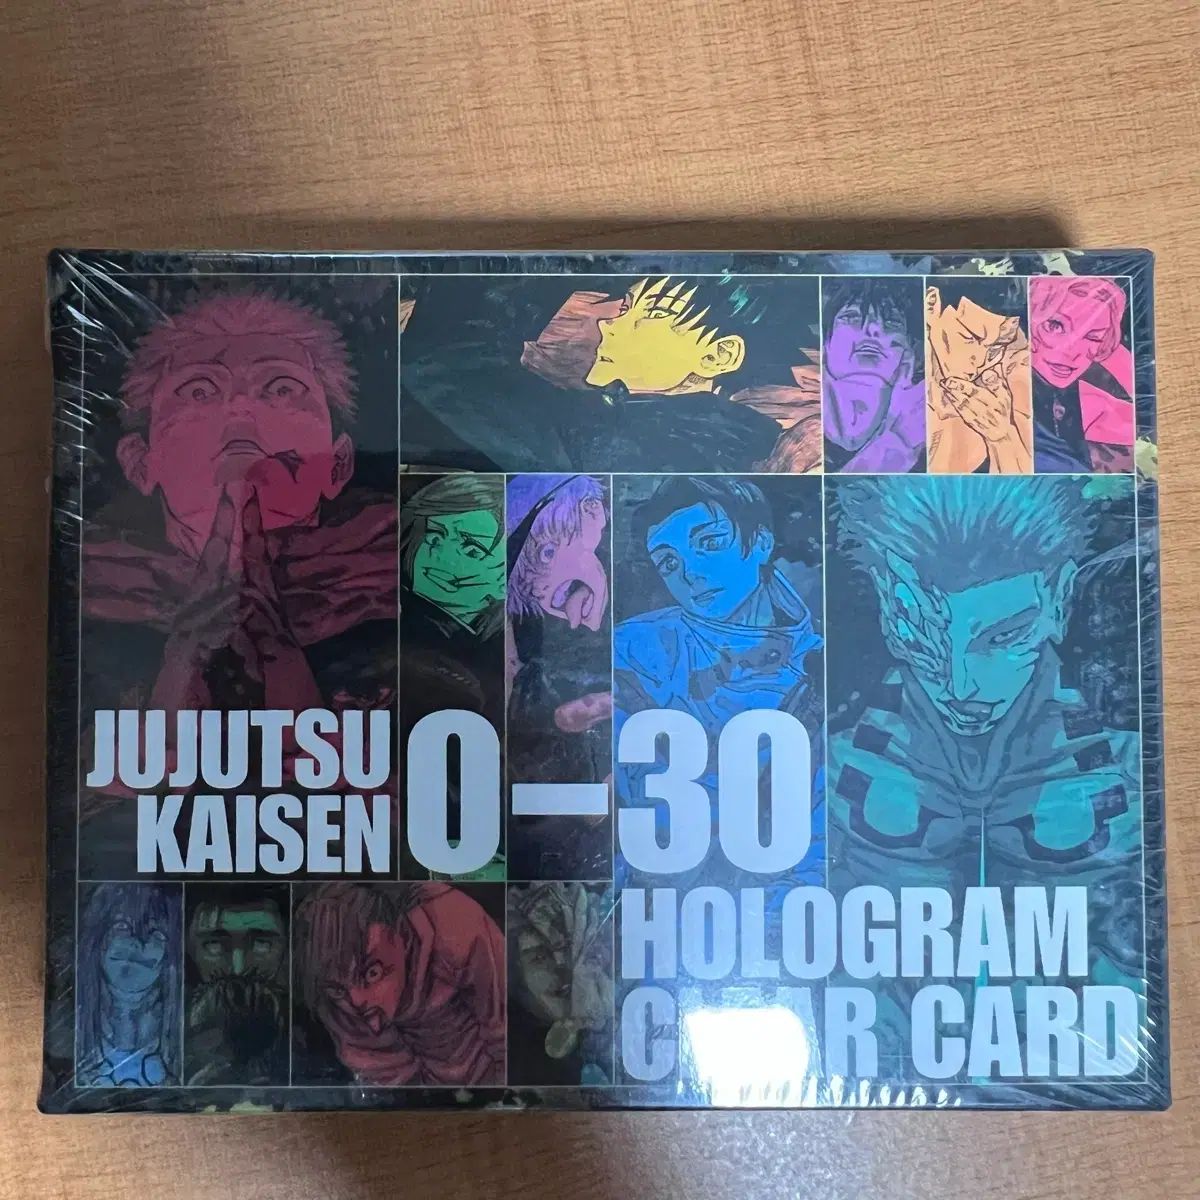 JUJUTSU
KAISEN
0-30
HOLOGRAM
CARD